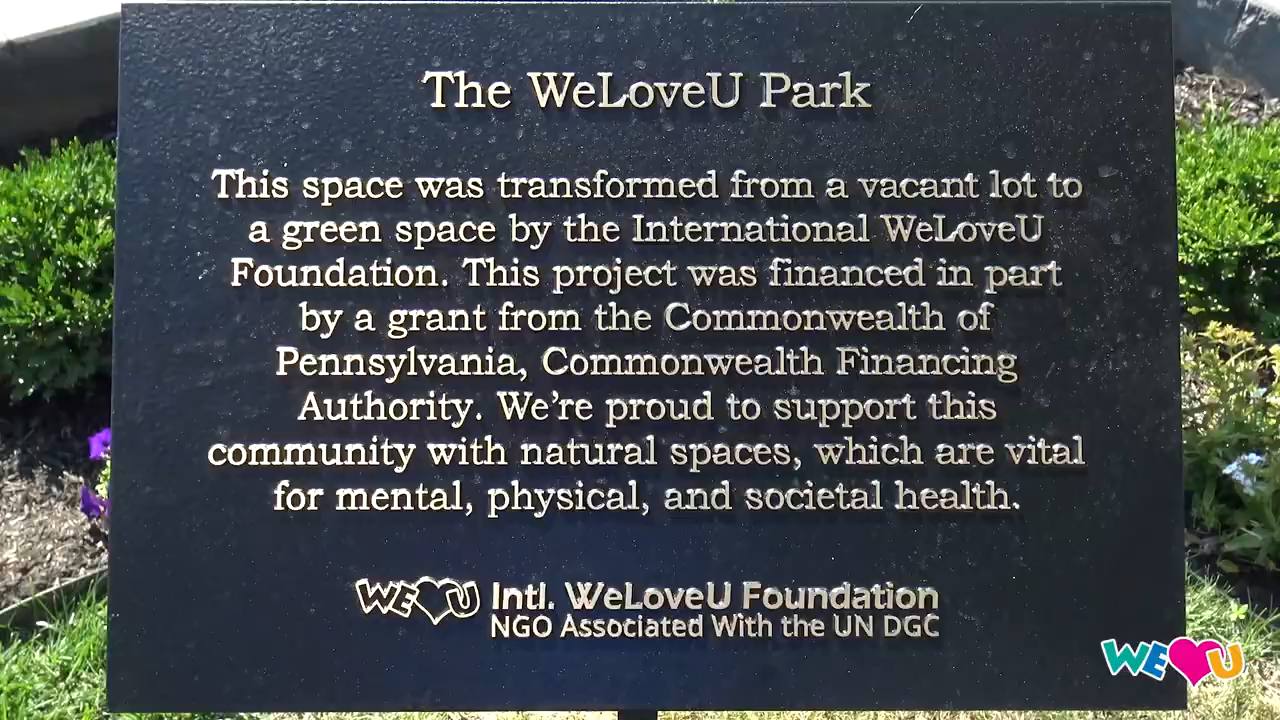 The WeLoveU Park
This space was transformed from a vacant lot to
a green space by the International WeLoveU
Foundation. This project was financed in part
by a grant from the Commonwealth of
Pennsylvania, Commonwealth Financing
Authority. We're proud to support this
community with natural spaces, which are vital
for mental, physical, and societal health.
WE♥U Intl. WeLoveU Foundation
NGO Associated With the UN DGC
WE♥U